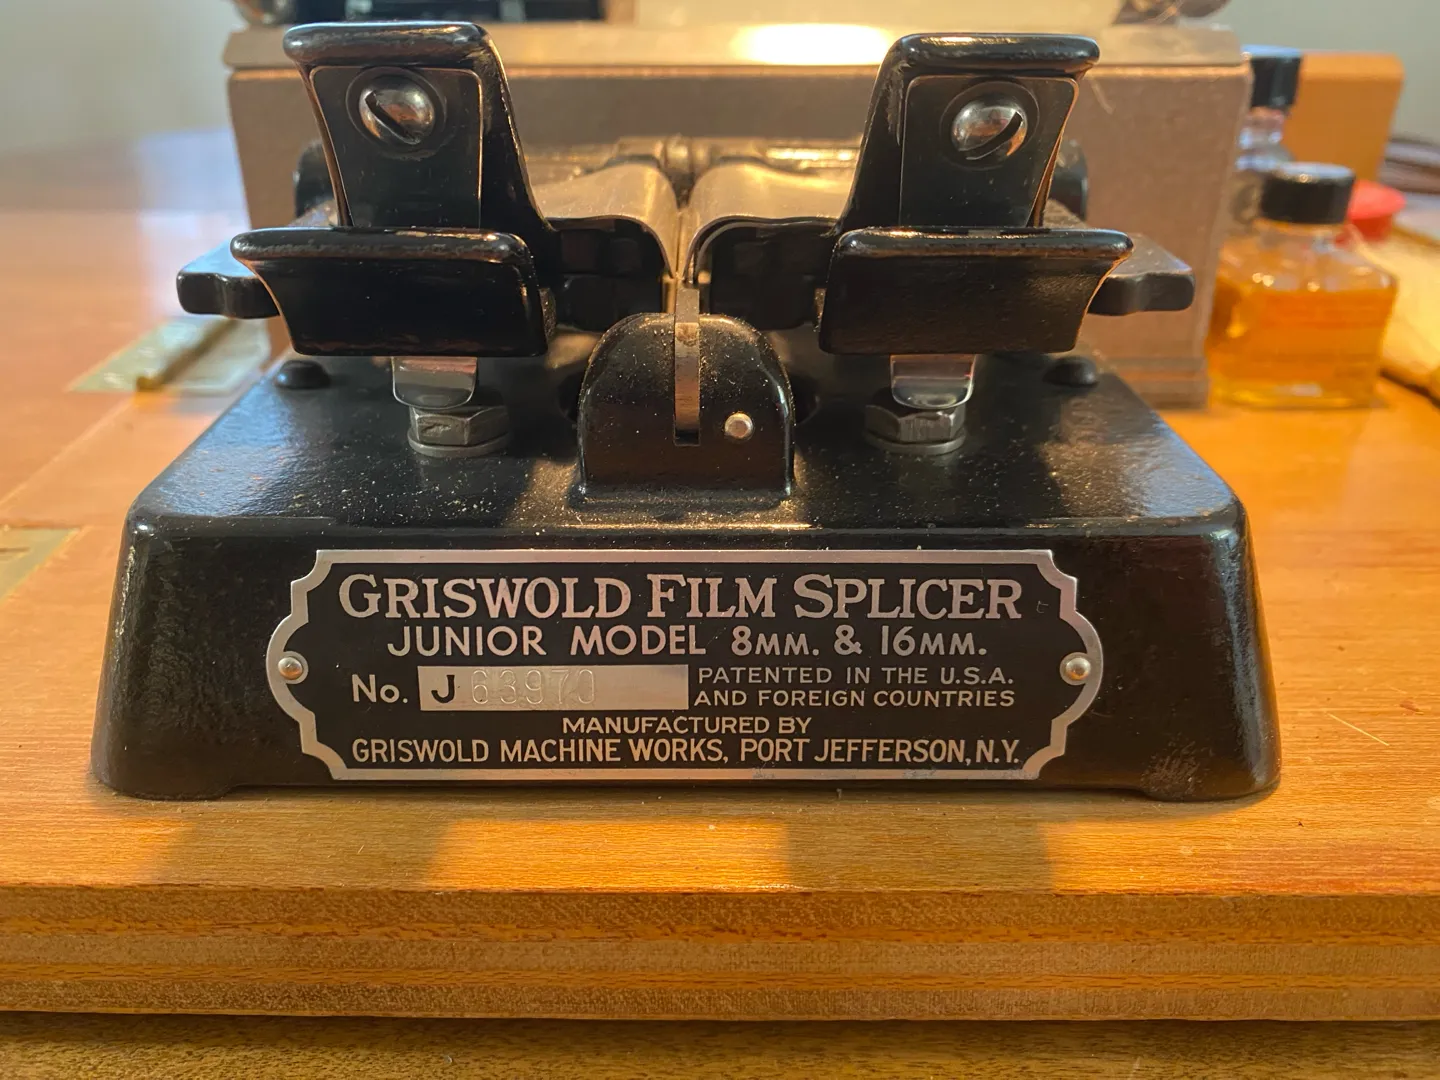 GRISWOLD FILM SPLICER
JUNIOR MODEL 8MM. & 16MM.
No. J 63970
PATENTED IN THE U.S.A.
AND FOREIGN COUNTRIES
MANUFACTURED BY
GRISWOLD MACHINE WORKS, PORT JEFFERSON, N.Y.